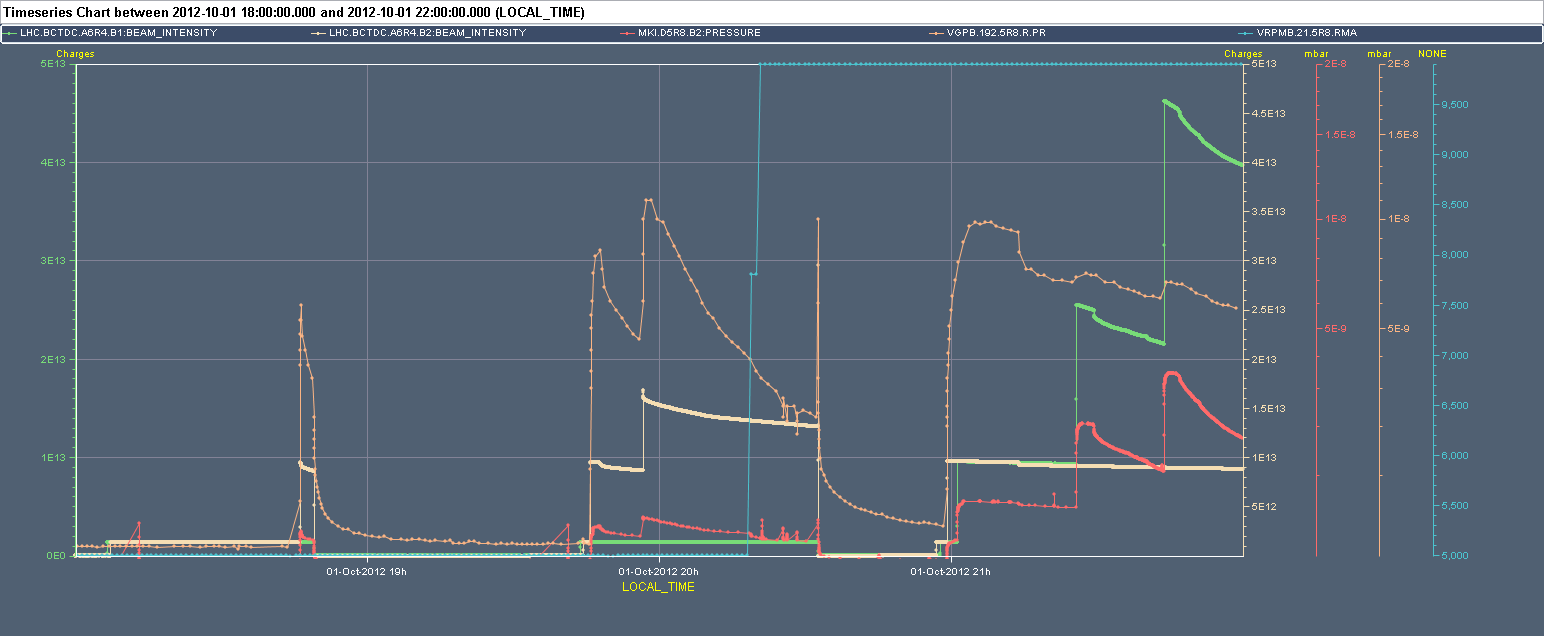 Timeseries Chart between 2012-10-01 18:00:00.000 and 2012-10-01 22:00:00.000 (LOCAL_TIME)
LHC.BCTDC.A6R4.B1:BEAM_INTENSITY LHC.BCTDC.A6R4.B2:BEAM_INTENSITY MKI.D5R8.B2:PRESSURE VGPB.192.5R8.R.PR VRPMB.21.5R8.RMA
Charges Charges mbar mbar NONE
5E13 5E13 2E-8 2E-8
9,500
4.5E13
1.5E-8 1.5E-8
9,000
4E13 4E13
8,500
3.5E13
1E-8 1E-8
8,000
3E13 3E13
7,500
2.5E13
5E-9 5E-9
7,000
2E13 2E13
6,500
1.5E13
6,000
1E13 1E13
5,500
5E12
0E0 5,000
01-Oct-2012 19h 01-Oct-2012 20h 01-Oct-2012 21h
LOCAL_TIME